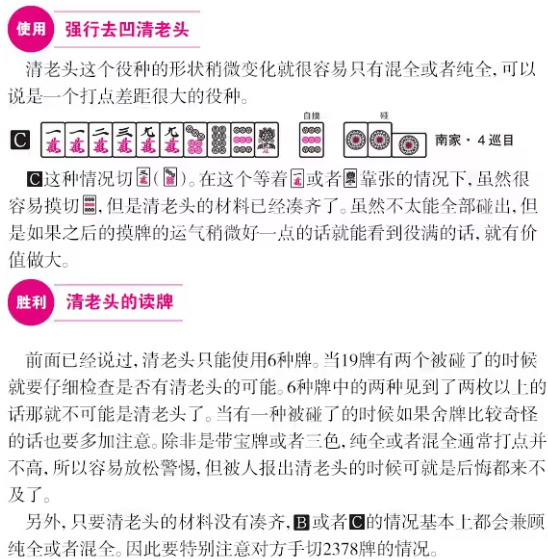 使用 强行去凹清老头
清老头这个役种的形状稍微变化就很容易只有混全或者纯全,可以
说是一个打点差距很大的役种。
自摸 碰
C 一萬 一萬 二萬 三萬 九萬 九萬 南家·4巡目
C这种情况切 ( )。在这个等着 或者 靠张的情况下,虽然很
容易摸切 ,但是清老头的材料已经凑齐了。虽然不太能全部碰出,但
是如果之后的摸牌的运气稍微好一点的话就能看到役满的话,就有价
值做大。
胜利 清老头的读牌
前面已经说过,清老头只能使用6种牌。当19牌有两个被碰了的时候
就要仔细检查是否有清老头的可能。6种牌中的两种见到了两枚以上的
话那就不可能是清老头了。当有一种被碰了的时候如果舍牌比较奇怪
的话也要多加注意。除非是带宝牌或者三色,纯全或者混全通常打点并
不高,所以容易放松警惕,但被人报出清老头的时候可就是后悔都来不
及了。
另外,只要清老头的材料没有凑齐,B或者C的情况基本上都会兼顾
纯全或者混全。因此要特别注意对方手切2378牌的情况。